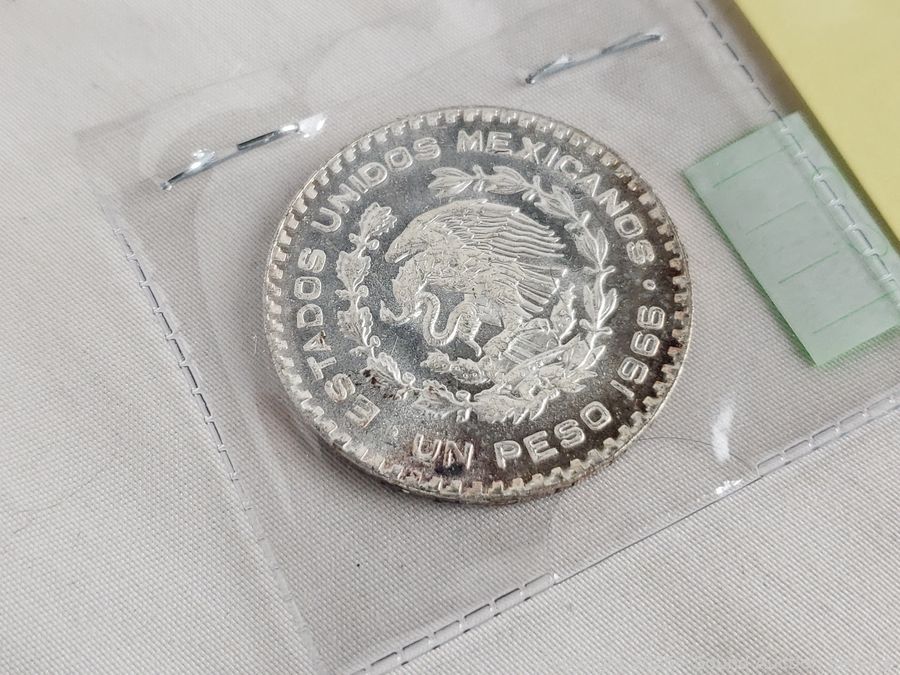 ESTADOS UNIDOS MEXICANOS
· UN PESO 1966 ·